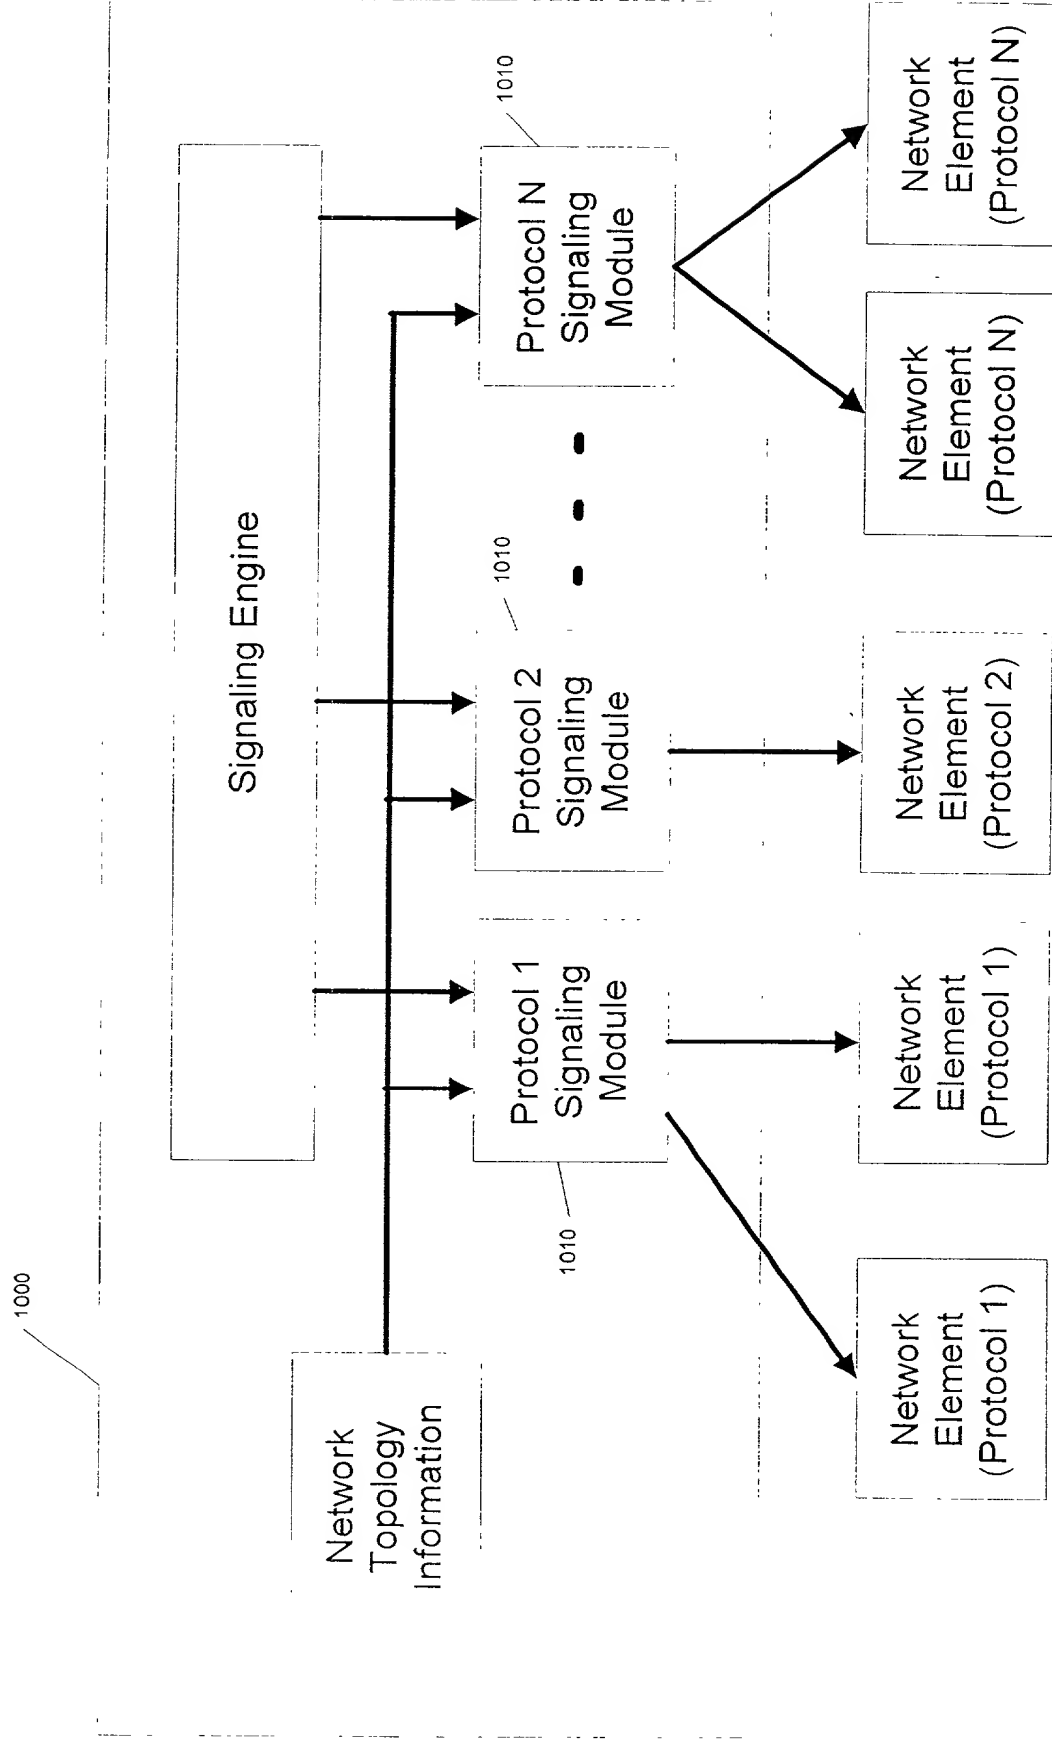 1000
Signaling Engine
Network
Topology
Information
1010
Protocol 1
Signaling
Module
1010
Protocol 2
Signaling
Module
1010
Protocol N
Signaling
Module
Network
Element
(Protocol 1)
Network
Element
(Protocol 1)
Network
Element
(Protocol 2)
Network
Element
(Protocol N)
Network
Element
(Protocol N)